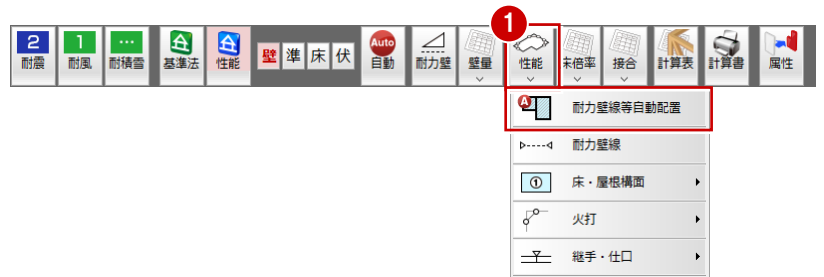 1
2 耐震
1 耐風
… 耐積雪
基準法
性能
壁 準 床 伏
Auto 自動
耐力壁
壁量
性能
床倍率
接合
計算表
計算書
属性
A 耐力壁線等自動配置
耐力壁線
① 床・屋根構面
火打
継手・仕口